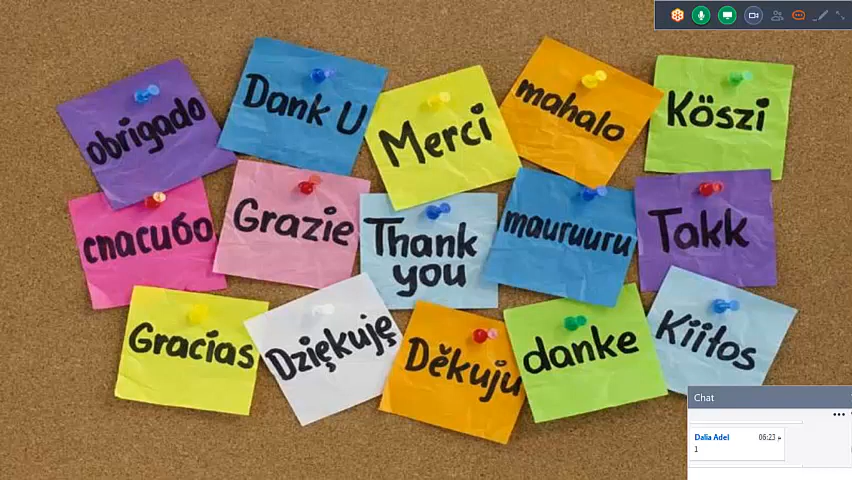 obrigado
Dank U
Merci
mahalo
Köszi
спасибо
Grazie
Thank
you
mauruuru
Takk
Gracias
Dziękuję
Děkuju
danke
Kiitos
Chat
Dalia Adel 06:23
1